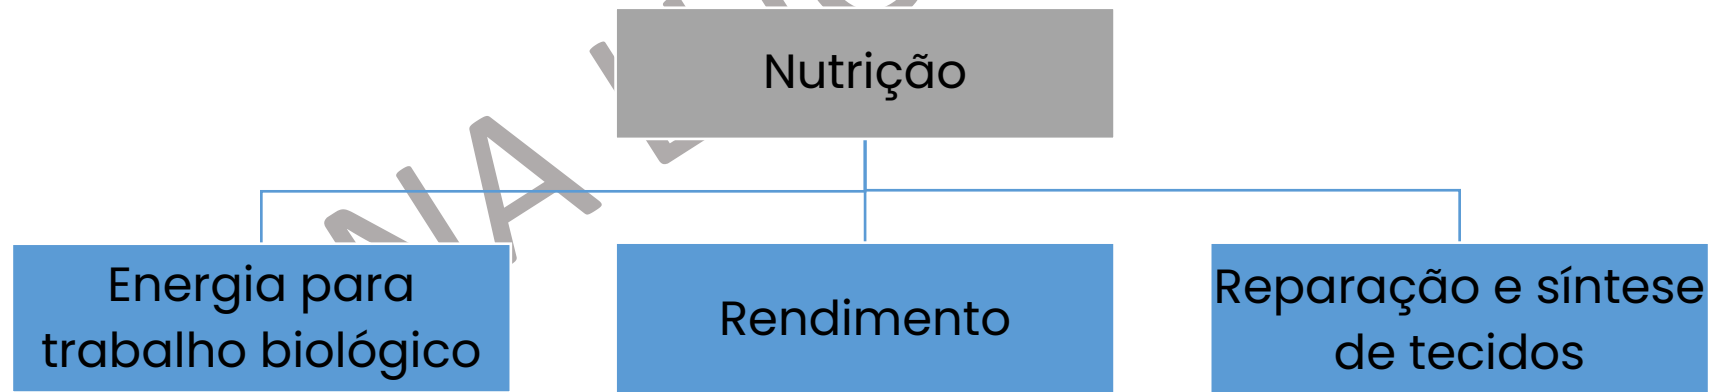 Nutrição
Energia para
trabalho biológico
Rendimento
Reparação e síntese
de tecidos